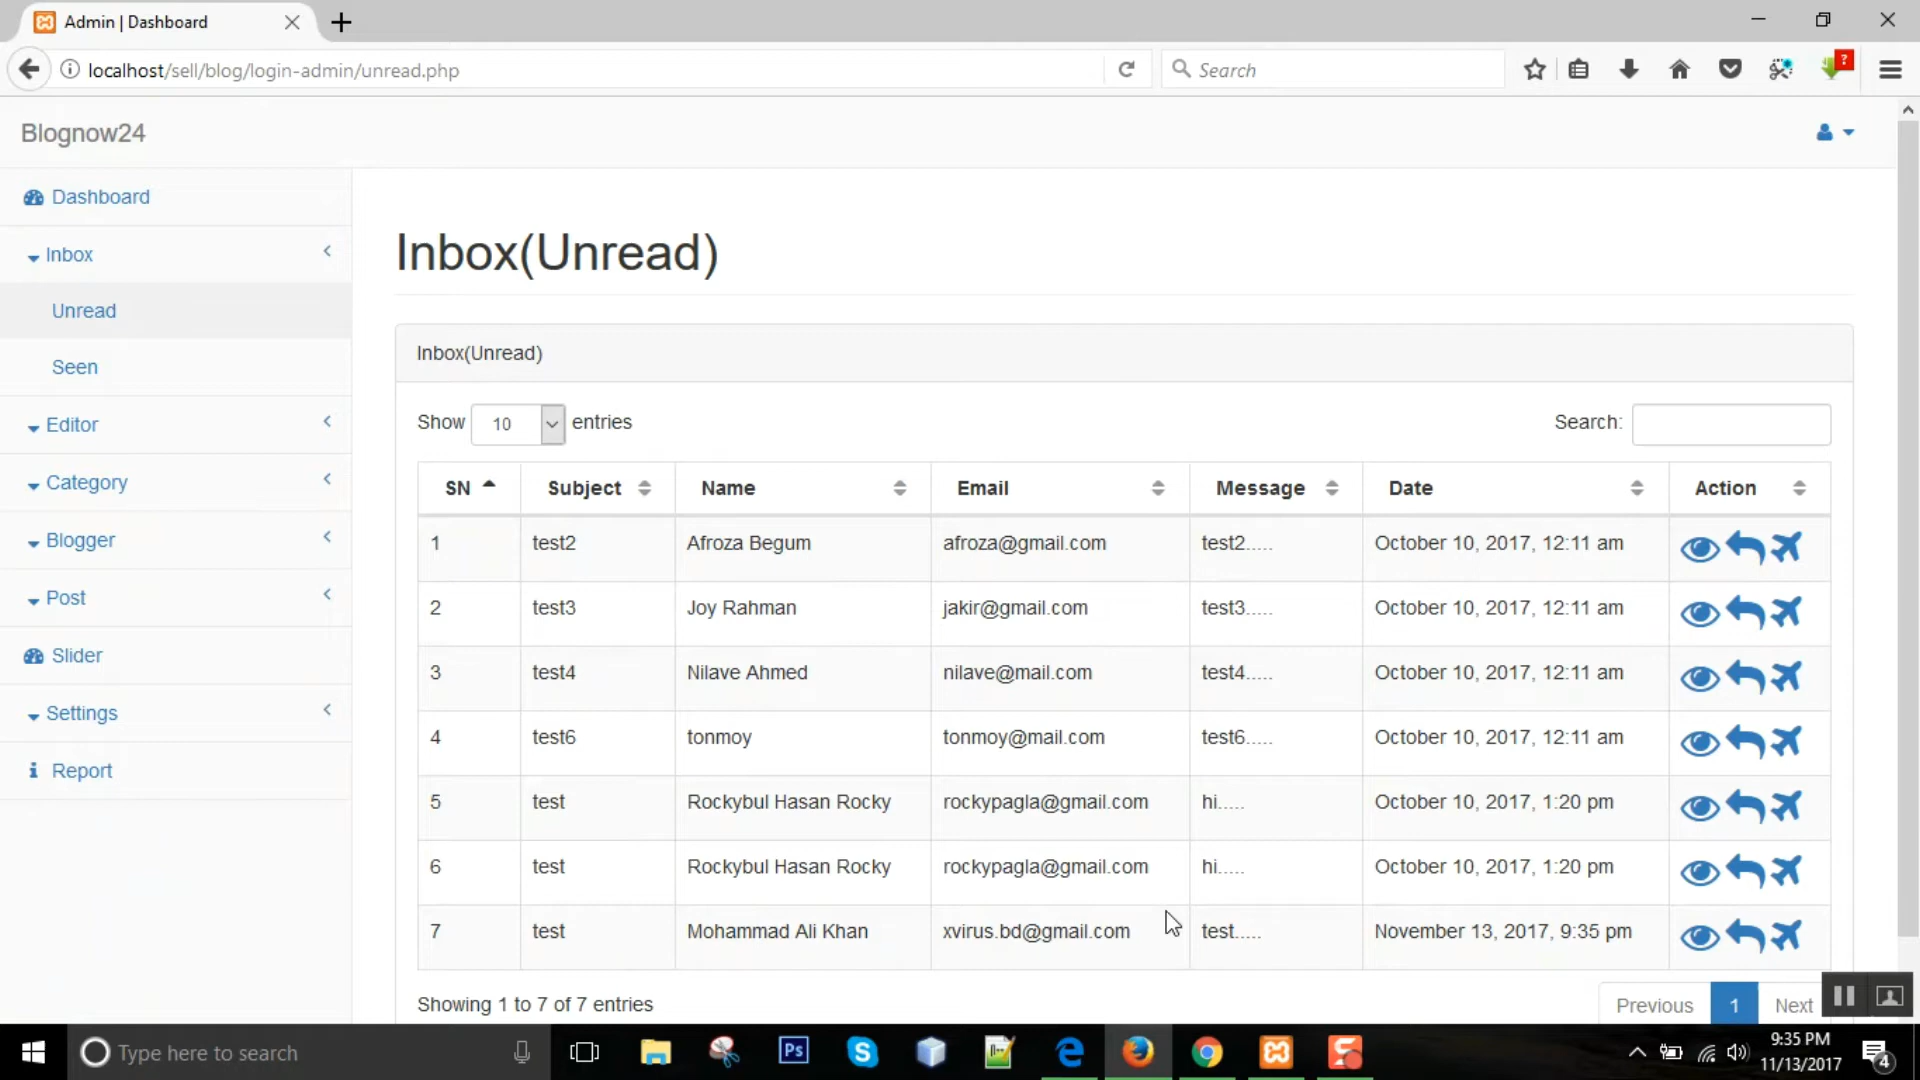 Admin | Dashboard
localhost/sell/blog/login-admin/unread.php
Search
?
Blognow24
Dashboard
Inbox
Unread
Seen
Editor
Category
Blogger
Post
Slider
Settings
Report
Inbox(Unread)
Inbox(Unread)
Show 10 entries
Search:
SN Subject Name Email Message Date Action
1 test2 Afroza Begum afroza@gmail.com test2..... October 10, 2017, 12:11 am
2 test3 Joy Rahman jakir@gmail.com test3..... October 10, 2017, 12:11 am
3 test4 Nilave Ahmed nilave@mail.com test4..... October 10, 2017, 12:11 am
4 test6 tonmoy tonmoy@mail.com test6..... October 10, 2017, 12:11 am
5 test Rockybul Hasan Rocky rockypagla@gmail.com hi..... October 10, 2017, 1:20 pm
6 test Rockybul Hasan Rocky rockypagla@gmail.com hi..... October 10, 2017, 1:20 pm
7 test Mohammad Ali Khan xvirus.bd@gmail.com test..... November 13, 2017, 9:35 pm
Showing 1 to 7 of 7 entries
Previous 1 Next
Type here to search
Ps
9:35 PM
11/13/2017
4